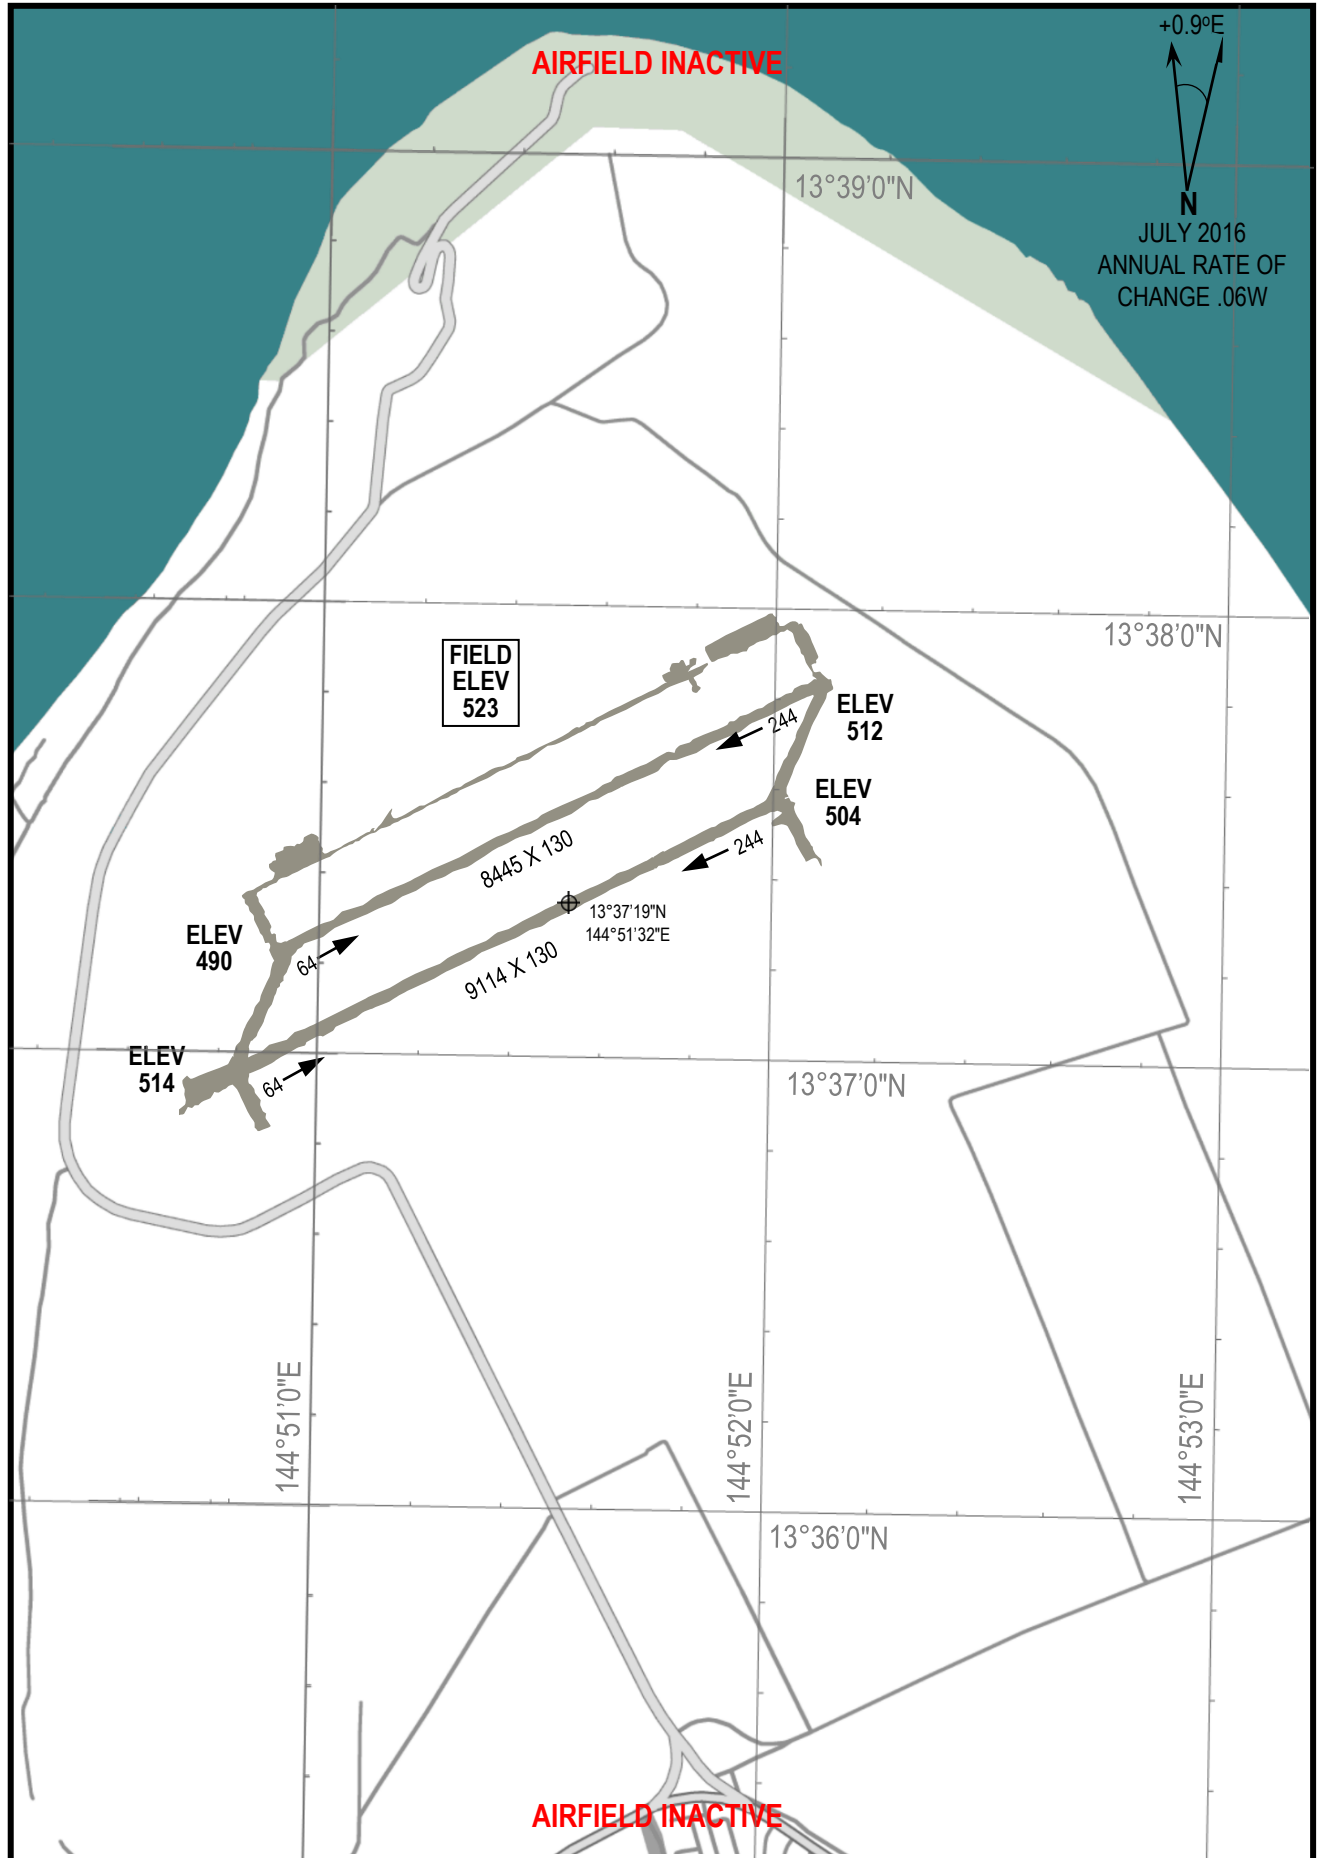 AIRFIELD INACTIVE
+0.9ºE
N
JULY 2016
ANNUAL RATE OF
CHANGE .06W
13°39'0"N
13°38'0"N
FIELD
ELEV
523
ELEV
512
244
ELEV
504
244
8445 X 130
13°37'19"N
144°51'32"E
ELEV
490
64
9114 X 130
ELEV
514
64
13°37'0"N
144°51'0"E
144°52'0"E
144°53'0"E
13°36'0"N
AIRFIELD INACTIVE